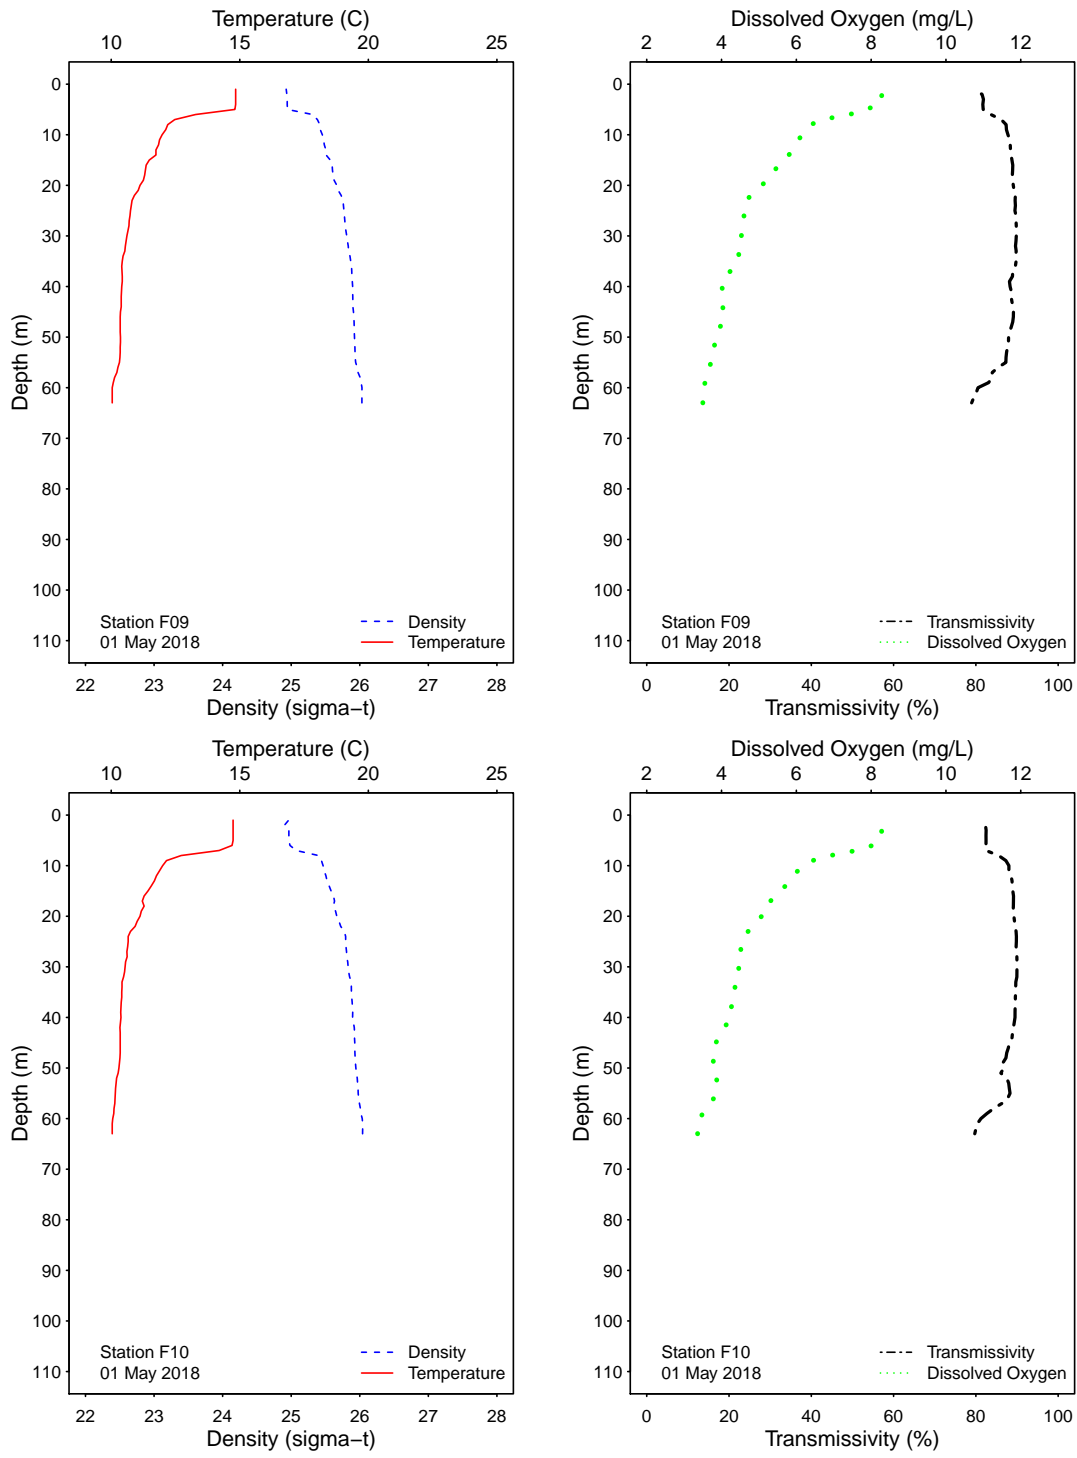 Temperature (C)
10 15 20 25
0
10
20
30
40
50
60
70
80
90
100
110
Depth (m)
Station F09
01 May 2018
Density
Temperature
22 23 24 25 26 27 28
Density (sigma−t)
Dissolved Oxygen (mg/L)
2 4 6 8 10 12
0
10
20
30
40
50
60
70
80
90
100
110
Depth (m)
Station F09
01 May 2018
Transmissivity
Dissolved Oxygen
0 20 40 60 80 100
Transmissivity (%)
Temperature (C)
10 15 20 25
0
10
20
30
40
50
60
70
80
90
100
110
Depth (m)
Station F10
01 May 2018
Density
Temperature
22 23 24 25 26 27 28
Density (sigma−t)
Dissolved Oxygen (mg/L)
2 4 6 8 10 12
0
10
20
30
40
50
60
70
80
90
100
110
Depth (m)
Station F10
01 May 2018
Transmissivity
Dissolved Oxygen
0 20 40 60 80 100
Transmissivity (%)